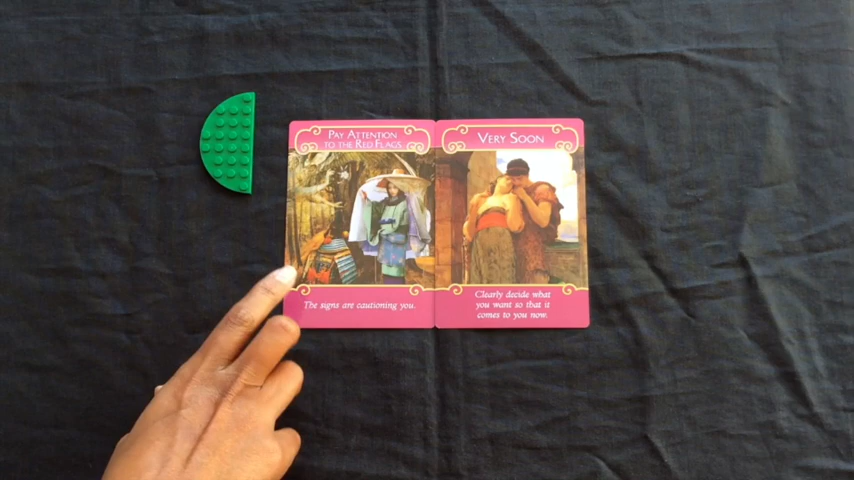 PAY ATTENTION
TO THE RED FLAGS
The signs are cautioning you.
VERY SOON
Clearly decide what
you want so that it
comes to you now.